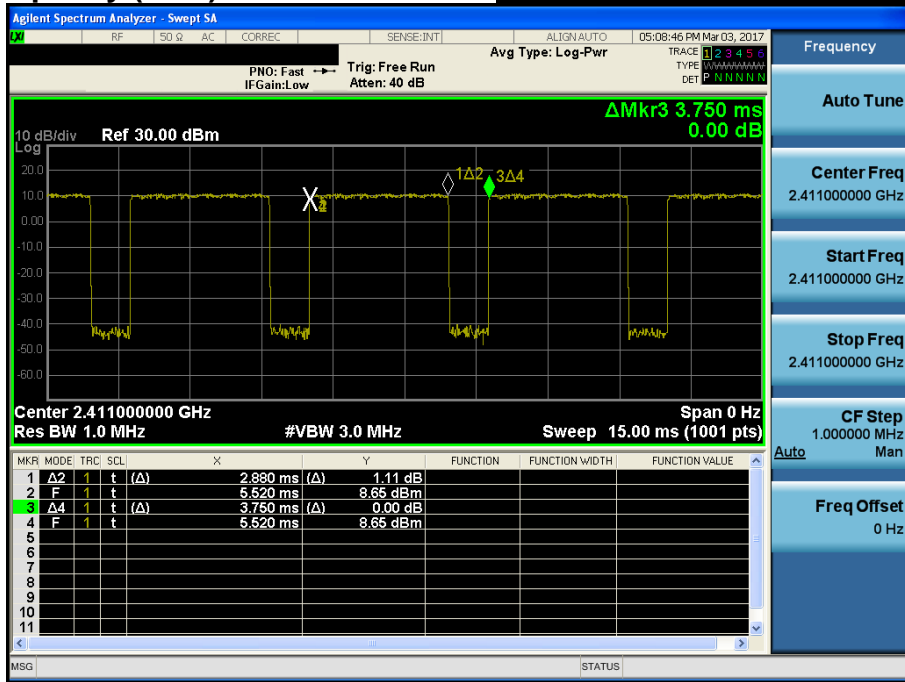 Agilent Spectrum Analyzer - Swept SA
LXI RF 50 Ω AC CORREC SENSE:INT ALIGN AUTO 05:08:46 PM Mar 03, 2017
Frequency
Avg Type: Log-Pwr TRACE 1 2 3 4 5 6
TYPE
DET P N N N N N
PNO: Fast Trig: Free Run
IFGain:Low Atten: 40 dB
Auto Tune
ΔMkr3 3.750 ms
0.00 dB
10 dB/div Ref 30.00 dBm
Log
20.0
10.0
0.00
-10.0
-20.0
-30.0
-40.0
-50.0
-60.0
X
1Δ2
3Δ4
Center Freq
2.411000000 GHz
Start Freq
2.411000000 GHz
Stop Freq
2.411000000 GHz
Center 2.411000000 GHz Span 0 Hz
Res BW 1.0 MHz #VBW 3.0 MHz Sweep 15.00 ms (1001 pts)
CF Step
1.000000 MHz
Auto Man
MKR MODE TRC SCL X Y FUNCTION FUNCTION WIDTH FUNCTION VALUE
1 Δ2 1 t (Δ) 2.880 ms (Δ) 1.11 dB
2 F 1 t 5.520 ms 8.65 dBm
3 Δ4 1 t (Δ) 3.750 ms (Δ) 0.00 dB
4 F 1 t 5.520 ms 8.65 dBm
5
6
7
8
9
10
11
Freq Offset
0 Hz
MSG STATUS